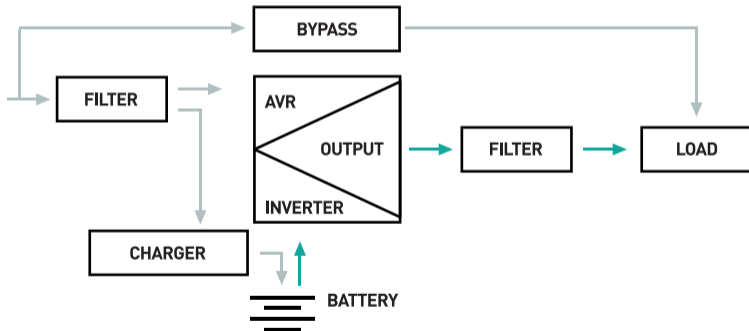 BYPASS
FILTER
AVR
OUTPUT
FILTER
LOAD
INVERTER
CHARGER
BATTERY